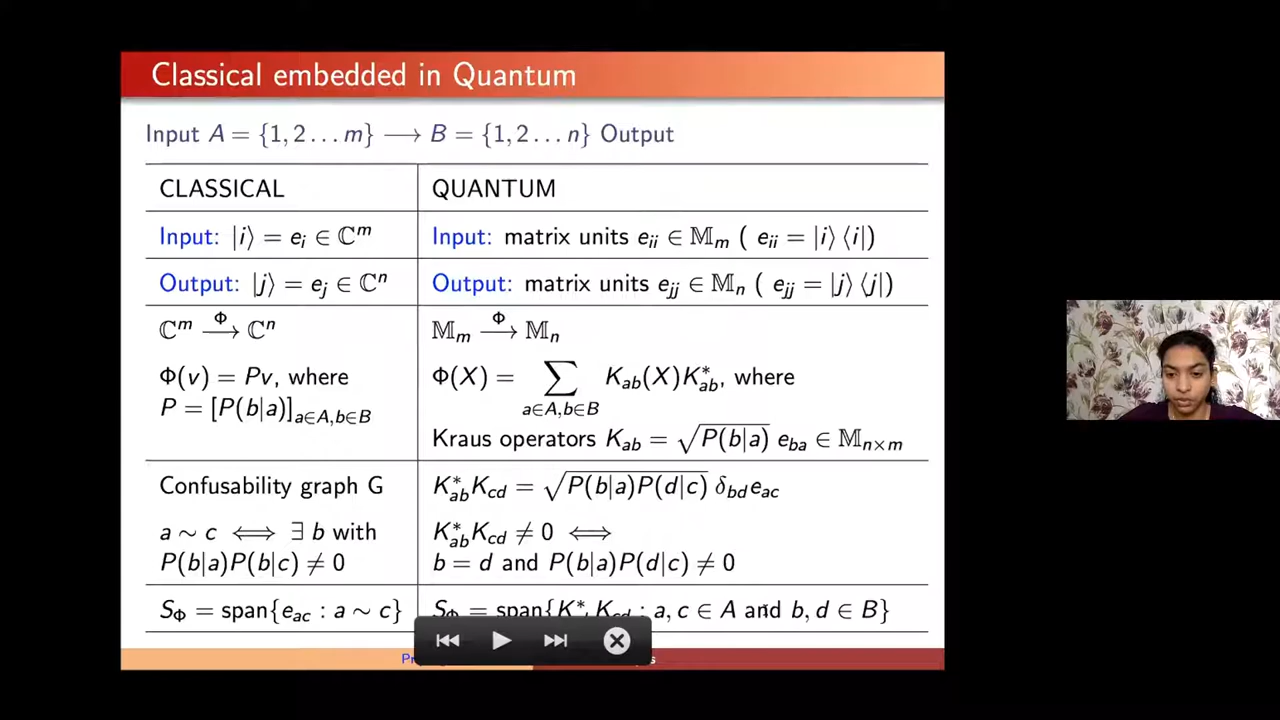 Classical embedded in Quantum
Input A = {1, 2 . . . m} ⟶ B = {1, 2 . . . n} Output
CLASSICAL QUANTUM
Input: |i⟩ = e_i ∈ ℂ^m Input: matrix units e_ii ∈ 𝕄_m ( e_ii = |i⟩ ⟨i|)
Output: |j⟩ = e_j ∈ ℂ^n Output: matrix units e_jj ∈ 𝕄_n ( e_jj = |j⟩ ⟨j|)
ℂ^m —Φ→ ℂ^n
Φ(v) = Pv, where
P = [P(b|a)]_{a∈A,b∈B}
𝕄_m —Φ→ 𝕄_n
Φ(X) = ∑_{a∈A,b∈B} K_ab(X)K*_ab, where
Kraus operators K_ab = √P(b|a) e_ba ∈ 𝕄_{n×m}
Confusability graph G
a ∼ c ⟺ ∃ b with
P(b|a)P(b|c) ≠ 0
K*_ab K_cd = √P(b|a)P(d|c) δ_bd e_ac
K*_ab K_cd ≠ 0 ⟺
b = d and P(b|a)P(d|c) ≠ 0
S_Φ = span{e_ac : a ∼ c} S_Φ = span{K* K_cd : a, c ∈ A and b, d ∈ B}